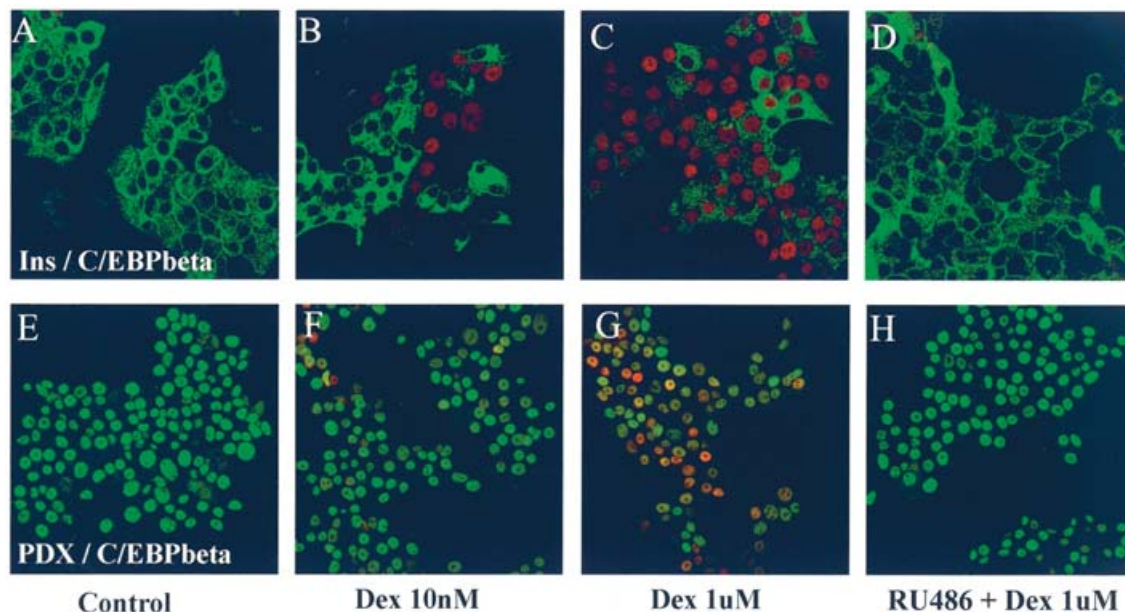 A
B
C
D
Ins / C/EBPbeta
E
F
G
H
PDX / C/EBPbeta
Control
Dex 10nM
Dex 1uM
RU486 + Dex 1uM